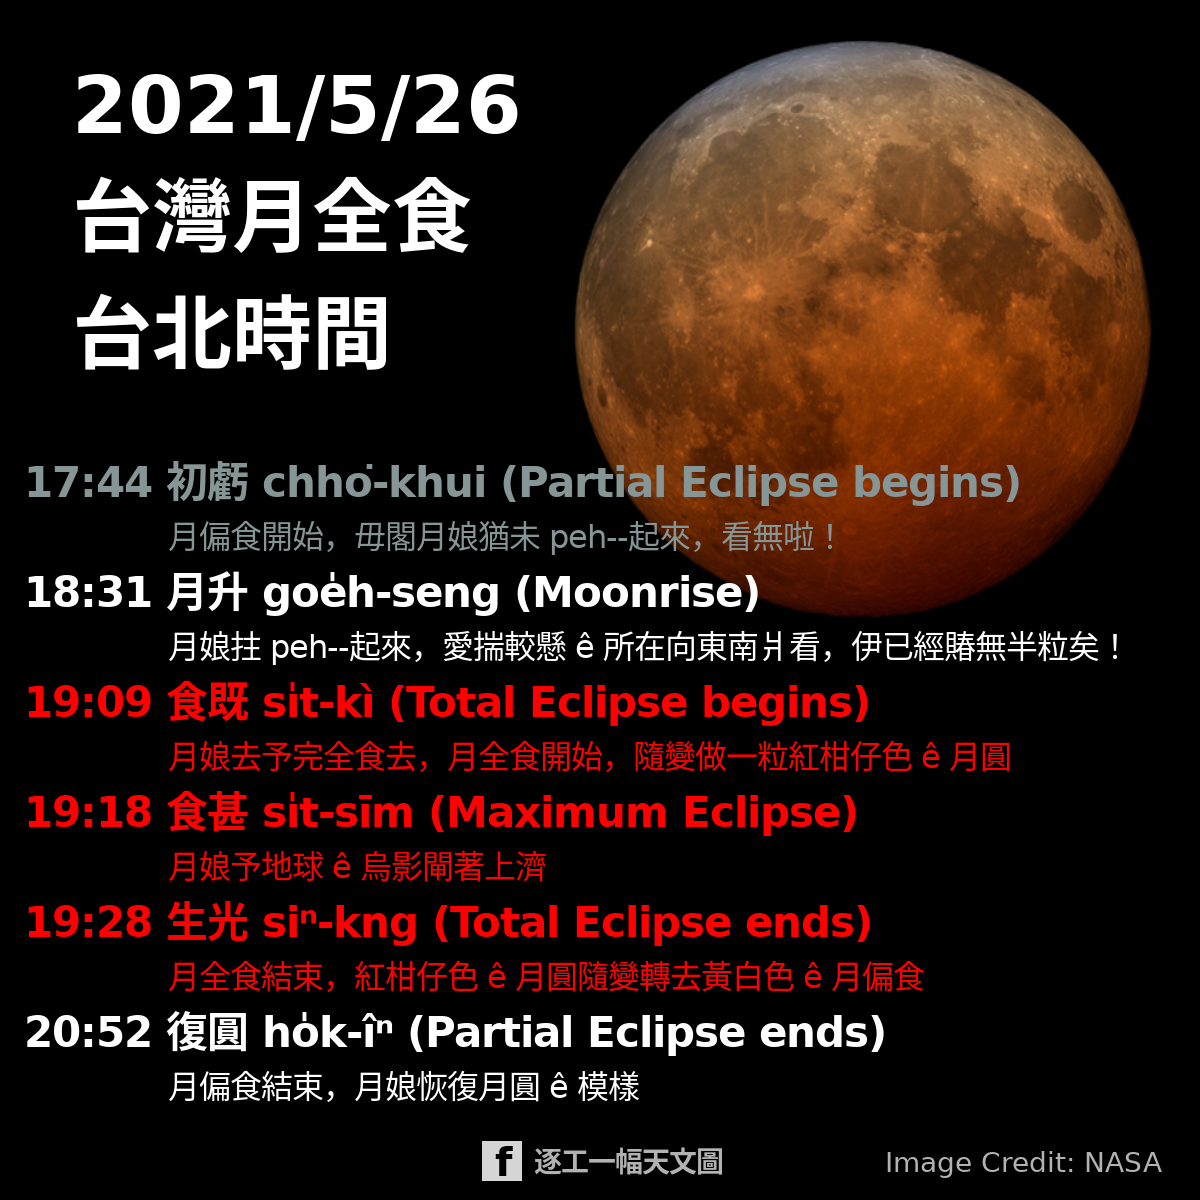 2021/5/26
台灣月全食
台北時間
17:44 初虧 chho͘-khui (Partial Eclipse begins)
月偏食開始，毋閣月娘猶未 peh--起來，看無啦！
18:31 月升 goe̍h-seng (Moonrise)
月娘拄 peh--起來，愛揣較懸 ê 所在向東南爿看，伊已經賰無半粒矣！
19:09 食既 si̍t-kì (Total Eclipse begins)
月娘去予完全食去，月全食開始，隨變做一粒紅柑仔色 ê 月圓
19:18 食甚 si̍t-sīm (Maximum Eclipse)
月娘予地球 ê 烏影閘著上濟
19:28 生光 siⁿ-kng (Total Eclipse ends)
月全食結束，紅柑仔色 ê 月圓隨變轉去黃白色 ê 月偏食
20:52 復圓 ho̍k-îⁿ (Partial Eclipse ends)
月偏食結束，月娘恢復月圓 ê 模樣
f 逐工一幅天文圖
Image Credit: NASA